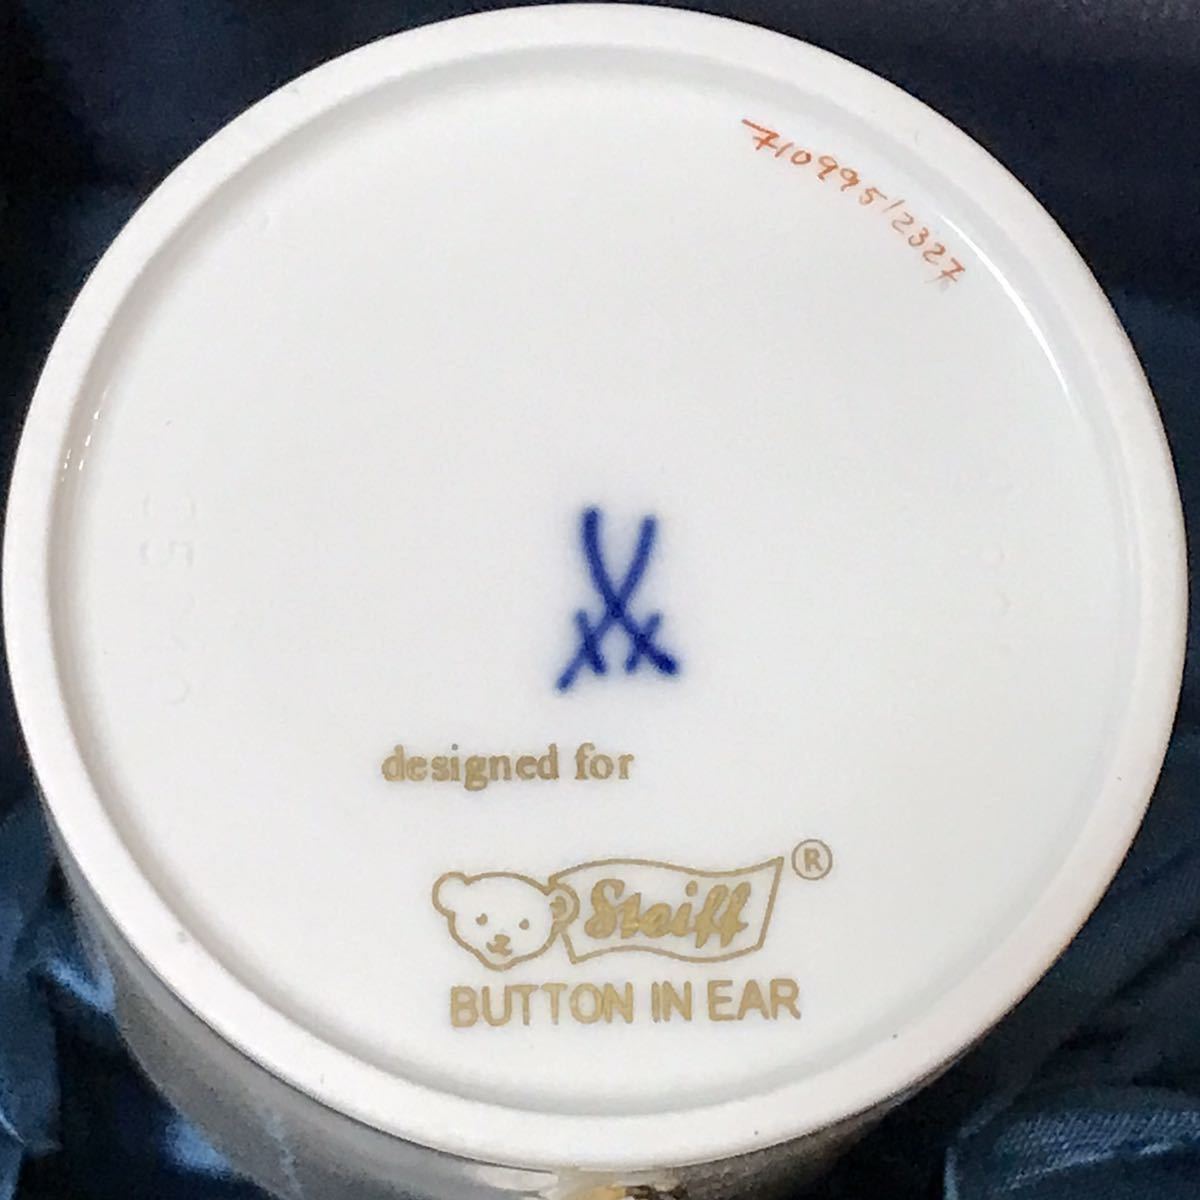 710995/2327
designed for
Steiff ®
BUTTON IN EAR